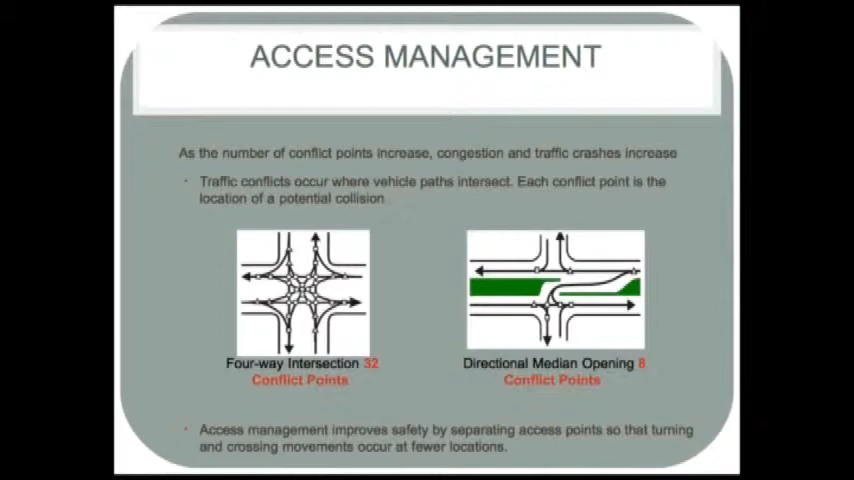 ACCESS MANAGEMENT
As the number of conflict points increase, congestion and traffic crashes increase
Traffic conflicts occur where vehicle paths intersect. Each conflict point is the
location of a potential collision
Four-way Intersection 32
Conflict Points
Directional Median Opening 8
Conflict Points
Access management improves safety by separating access points so that turning
and crossing movements occur at fewer locations.